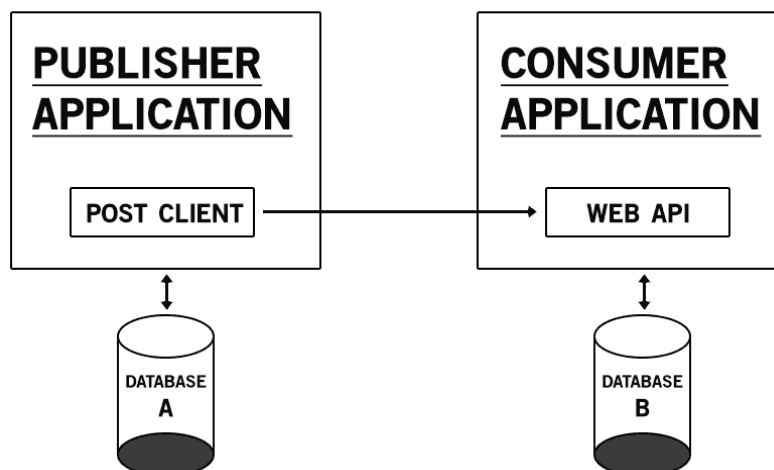 PUBLISHER
APPLICATION
POST CLIENT
CONSUMER
APPLICATION
WEB API
DATABASE
A
DATABASE
B